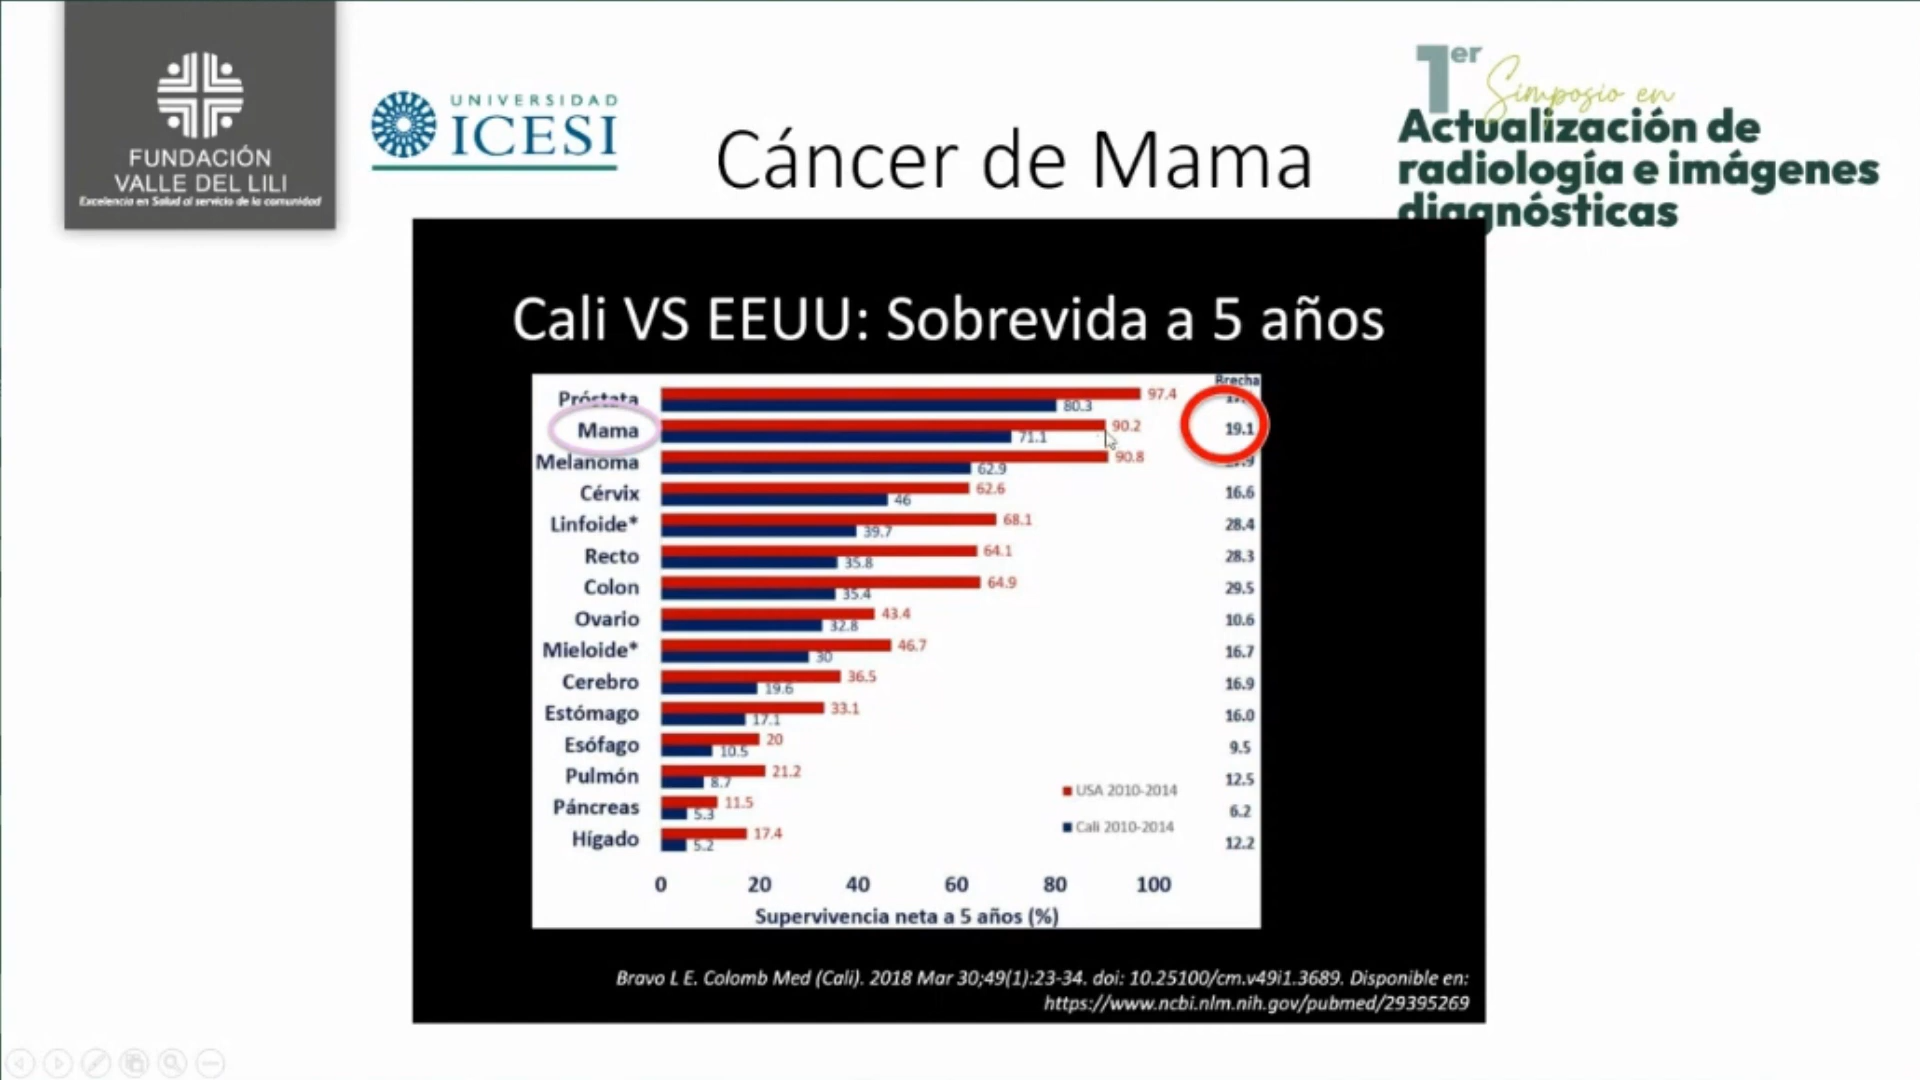 FUNDACIÓN
VALLE DEL LILI
Excelencia en Salud al servicio de la comunidad
UNIVERSIDAD
ICESI
Cáncer de Mama
1er
Simposio en
Actualización de
radiología e imágenes
diagnósticas
Cali VS EEUU: Sobrevida a 5 años
Brecha
Próstata 97.4 80.3
Mama 90.2 71.1 19.1
Melanoma 90.8 62.9
Cérvix 62.6 46 16.6
Linfoide* 68.1 39.7 28.4
Recto 64.1 35.8 28.3
Colon 64.9 35.4 29.5
Ovario 43.4 32.8 10.6
Mieloide* 46.7 30 16.7
Cerebro 36.5 19.6 16.9
Estómago 33.1 17.1 16.0
Esófago 20 10.5 9.5
Pulmón 21.2 8.7 12.5
Páncreas 11.5 5.3 6.2
Hígado 17.4 5.2 12.2
USA 2010-2014
Cali 2010-2014
0 20 40 60 80 100
Supervivencia neta a 5 años (%)
Bravo L E. Colomb Med (Cali). 2018 Mar 30;49(1):23-34. doi: 10.25100/cm.v49i1.3689. Disponible en:
https://www.ncbi.nlm.nih.gov/pubmed/29395269